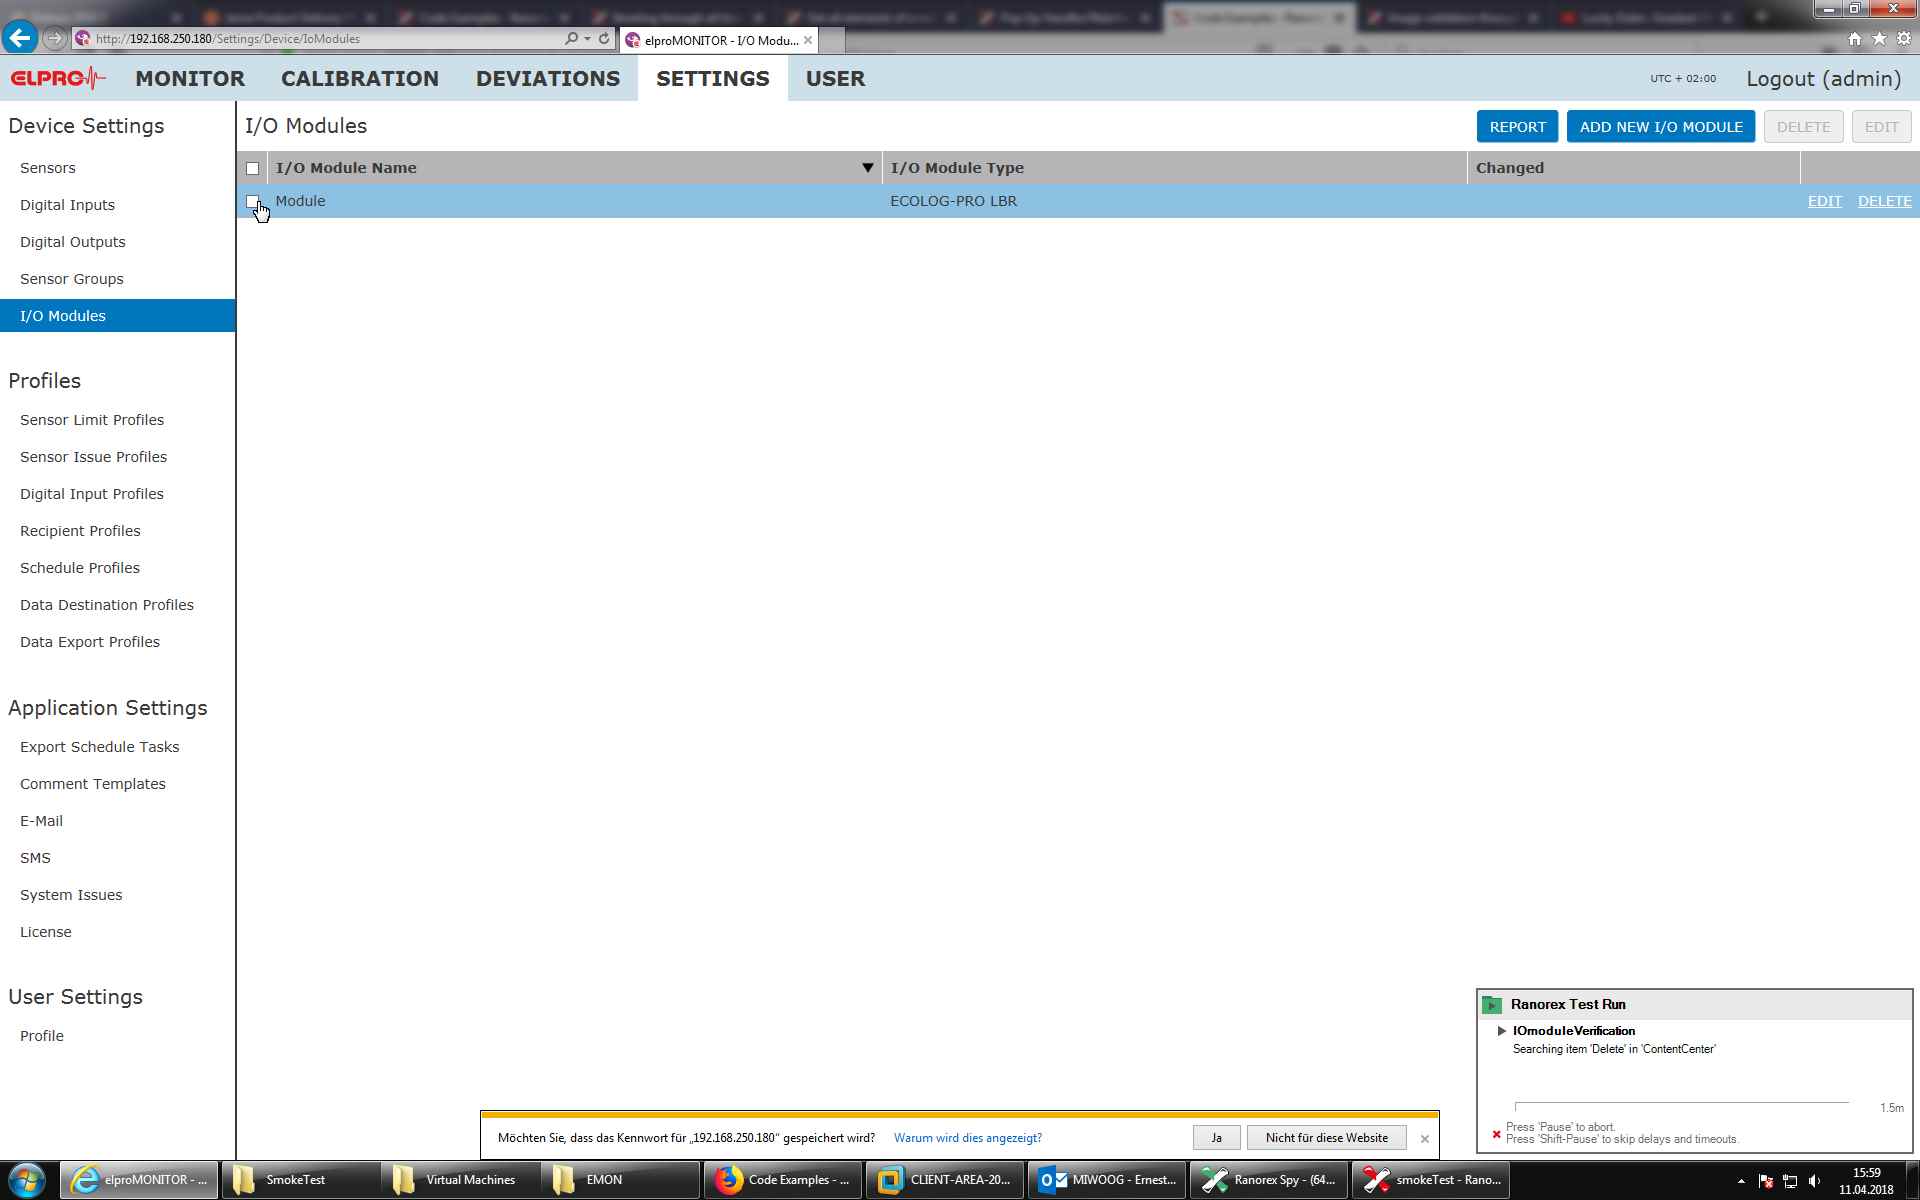 http://192.168.250.180/Settings/Device/IoModules
elproMONITOR - I/O Modu...
ELPRO
MONITOR
CALIBRATION
DEVIATIONS
SETTINGS
USER
UTC + 02:00
Logout (admin)
Device Settings
Sensors
Digital Inputs
Digital Outputs
Sensor Groups
I/O Modules
Profiles
Sensor Limit Profiles
Sensor Issue Profiles
Digital Input Profiles
Recipient Profiles
Schedule Profiles
Data Destination Profiles
Data Export Profiles
Application Settings
Export Schedule Tasks
Comment Templates
E-Mail
SMS
System Issues
License
User Settings
Profile
I/O Modules
REPORT
ADD NEW I/O MODULE
DELETE
EDIT
I/O Module Name
I/O Module Type
Changed
Module
ECOLOG-PRO LBR
EDIT
DELETE
Ranorex Test Run
IOmoduleVerification
Searching item 'Delete' in 'ContentCenter'
1.5m
Press 'Pause' to abort.
Press 'Shift-Pause' to skip delays and timeouts.
Möchten Sie, dass das Kennwort für „192.168.250.180“ gespeichert wird?
Warum wird dies angezeigt?
Ja
Nicht für diese Website
elproMONITOR - ...
SmokeTest
Virtual Machines
EMON
Code Examples - ...
CLIENT-AREA-20...
MIWOOG - Ernest...
Ranorex Spy - (64...
smokeTest - Rano...
15:59
11.04.2018